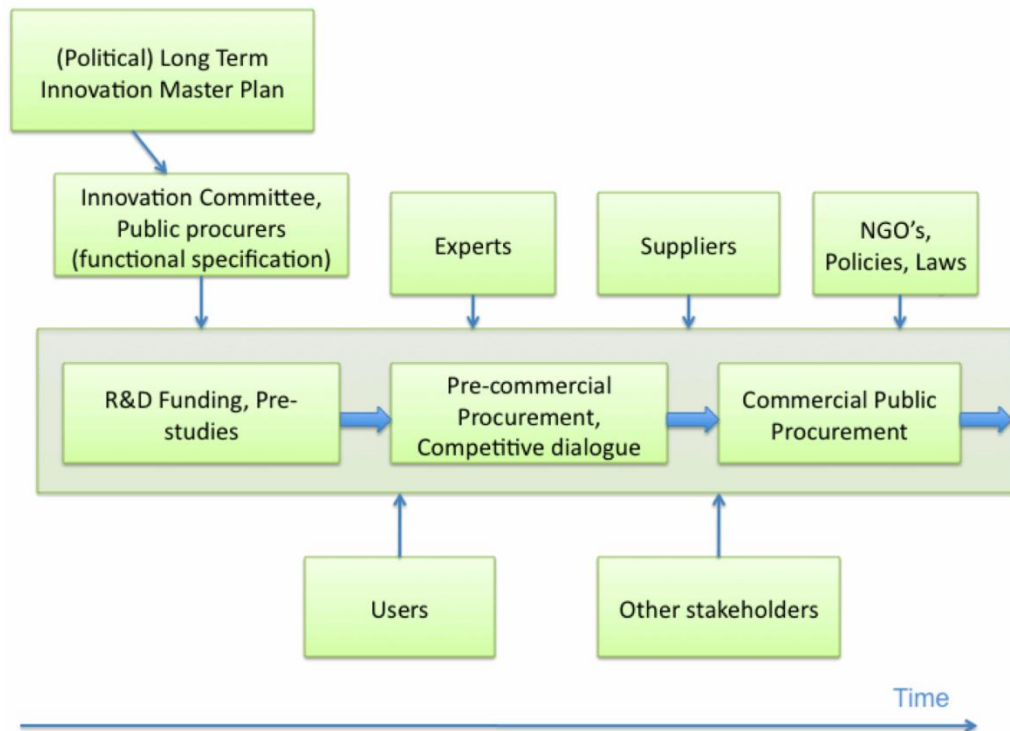 (Political) Long Term
Innovation Master Plan
Innovation Committee,
Public procurers
(functional specification)
Experts
Suppliers
NGO's,
Policies, Laws
R&D Funding, Pre-
studies
Pre-commercial
Procurement,
Competitive dialogue
Commercial Public
Procurement
Users
Other stakeholders
Time